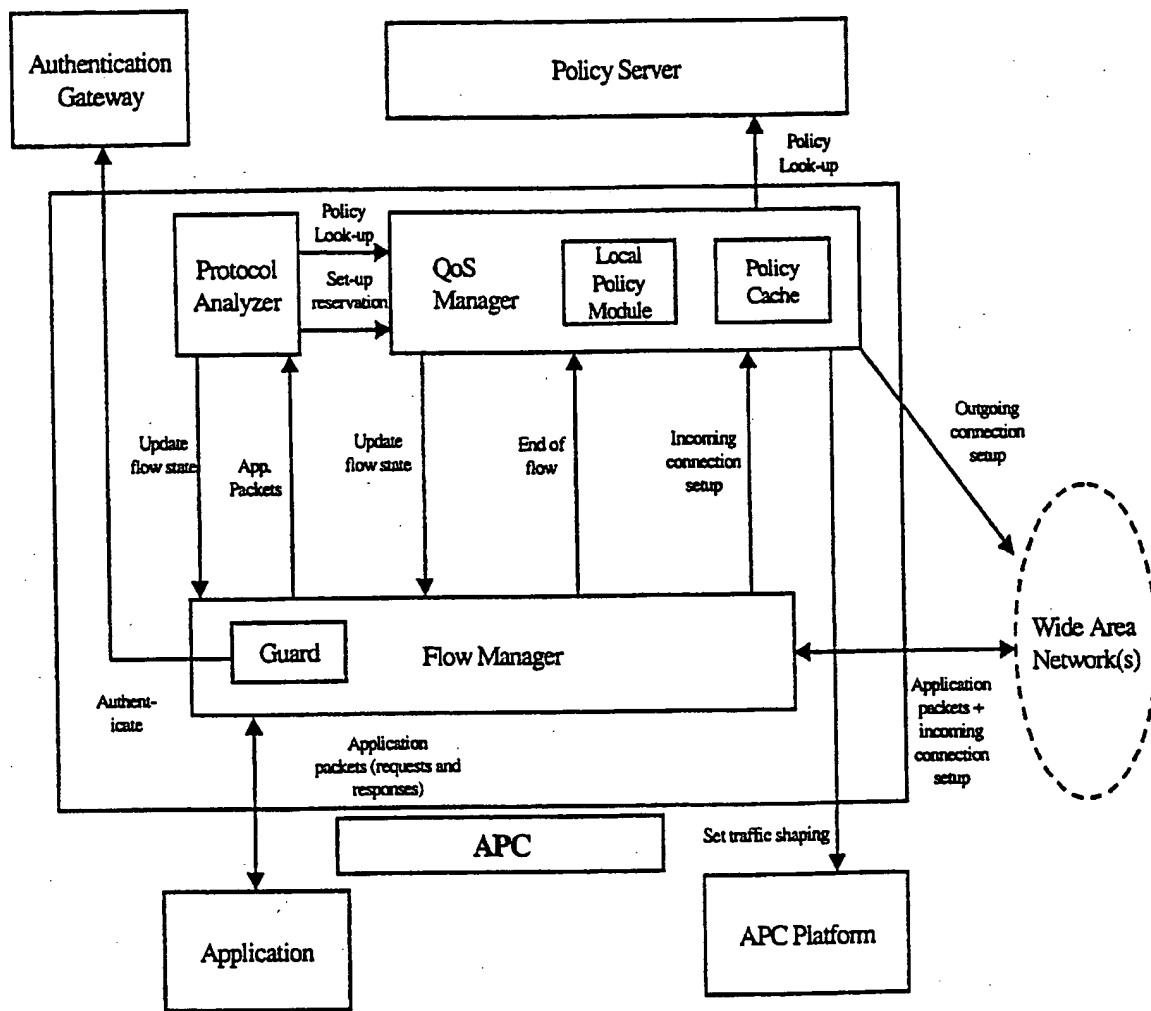 Authentication
Gateway
Policy Server
Policy
Look-up
Policy
Look-up
Protocol
Analyzer
Set-up
reservation
QoS
Manager
Local
Policy
Module
Policy
Cache
Update
flow state
App.
Packets
Update
flow state
End of
flow
Incoming
connection
setup
Outgoing
connection
setup
Guard
Flow Manager
Wide Area
Network(s)
Authent-
icate
Application
packets (requests and
responses)
Application
packets +
incoming
connection
setup
APC
Set traffic shaping
Application
APC Platform